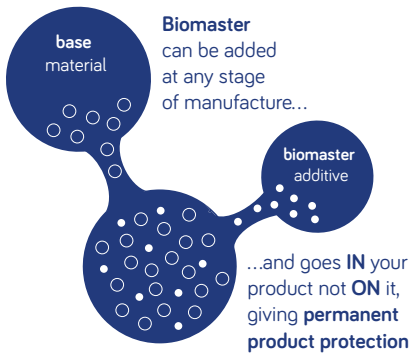 base
material
Biomaster
can be added
at any stage
of manufacture...
biomaster
additive
...and goes IN your
product not ON it,
giving permanent
product protection